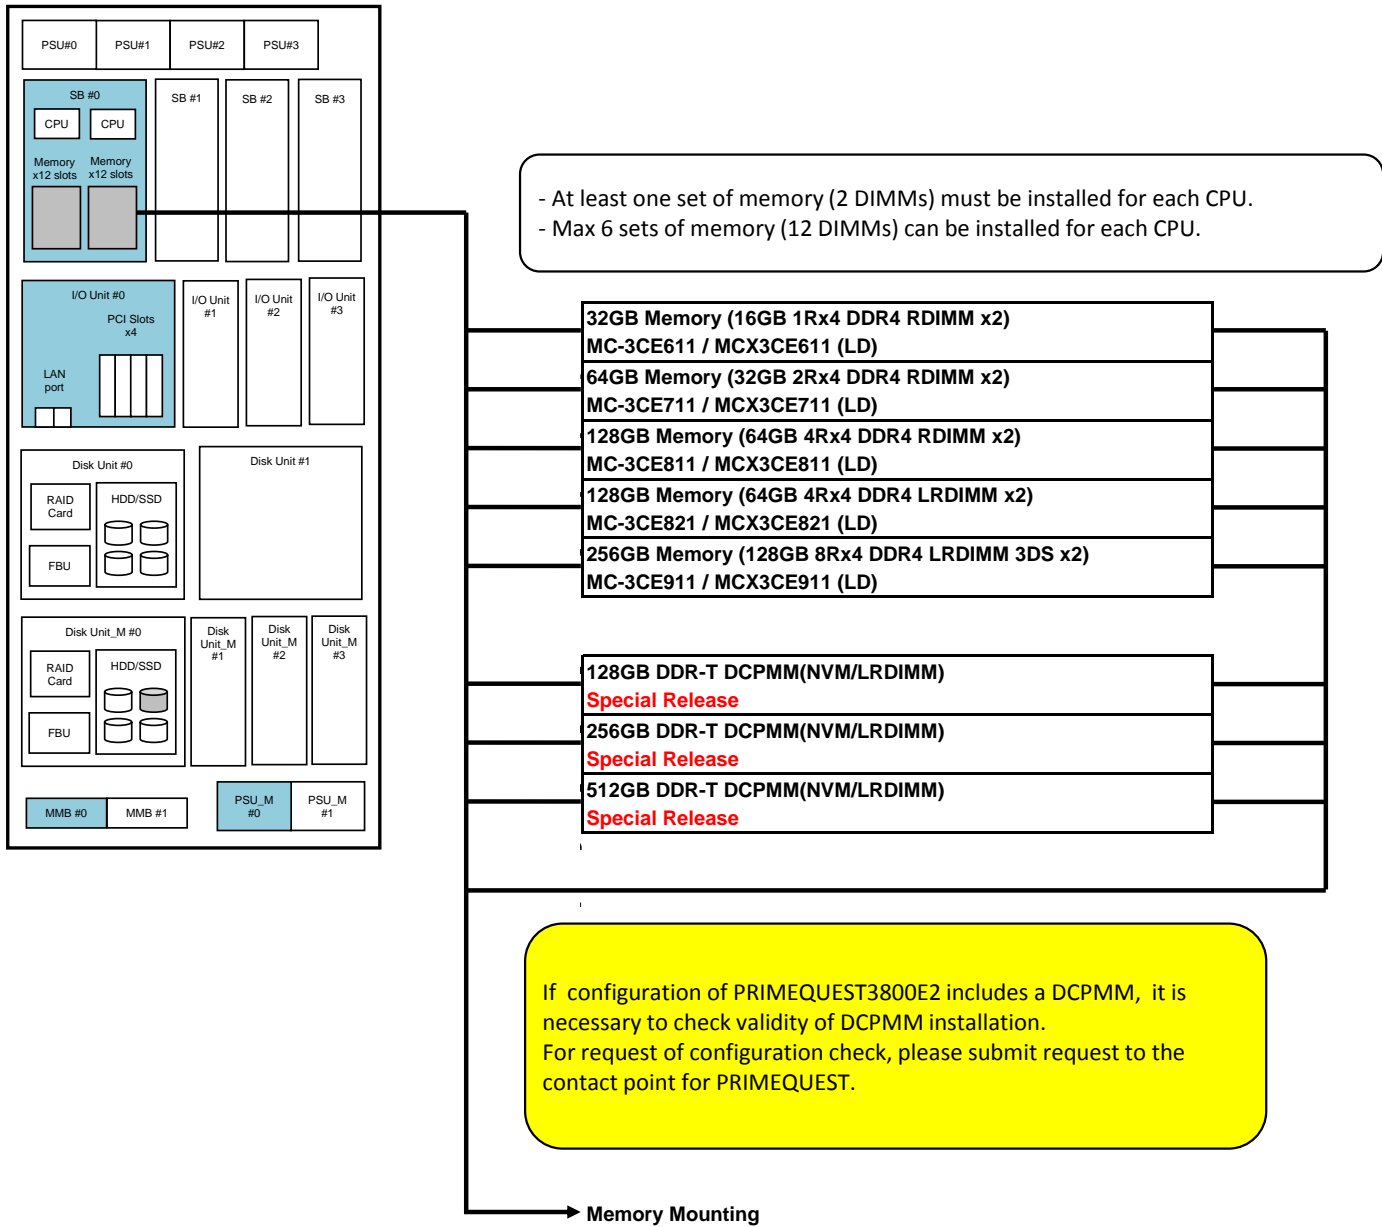 PSU#0 PSU#1 PSU#2 PSU#3
SB #0 SB #1 SB #2 SB #3
CPU CPU
Memory Memory
x12 slots x12 slots
- At least one set of memory (2 DIMMs) must be installed for each CPU.
- Max 6 sets of memory (12 DIMMs) can be installed for each CPU.
I/O Unit #0
PCI Slots
x4
LAN
port
I/O Unit
#1
I/O Unit
#2
I/O Unit
#3
32GB Memory (16GB 1Rx4 DDR4 RDIMM x2)
MC-3CE611 / MCX3CE611 (LD)
64GB Memory (32GB 2Rx4 DDR4 RDIMM x2)
MC-3CE711 / MCX3CE711 (LD)
128GB Memory (64GB 4Rx4 DDR4 RDIMM x2)
MC-3CE811 / MCX3CE811 (LD)
128GB Memory (64GB 4Rx4 DDR4 LRDIMM x2)
MC-3CE821 / MCX3CE821 (LD)
256GB Memory (128GB 8Rx4 DDR4 LRDIMM 3DS x2)
MC-3CE911 / MCX3CE911 (LD)
Disk Unit #0
RAID
Card
HDD/SSD
FBU
Disk Unit #1
Disk Unit_M #0
RAID
Card
HDD/SSD
FBU
Disk
Unit_M
#1
Disk
Unit_M
#2
Disk
Unit_M
#3
128GB DDR-T DCPMM(NVM/LRDIMM)
Special Release
256GB DDR-T DCPMM(NVM/LRDIMM)
Special Release
512GB DDR-T DCPMM(NVM/LRDIMM)
Special Release
MMB #0 MMB #1
PSU_M
#0
PSU_M
#1
If configuration of PRIMEQUEST3800E2 includes a DCPMM, it is
necessary to check validity of DCPMM installation.
For request of configuration check, please submit request to the
contact point for PRIMEQUEST.
Memory Mounting